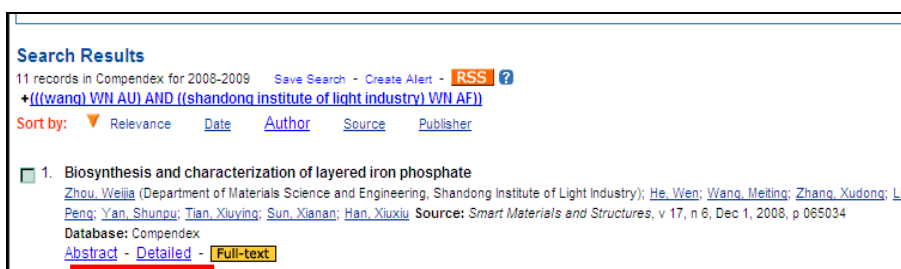 Search Results
11 records in Compendex for 2008-2009 Save Search - Create Alert - RSS ?
+(((wang) WN AU) AND ((shandong institute of light industry) WN AF))
Sort by: Relevance Date Author Source Publisher
1. Biosynthesis and characterization of layered iron phosphate
Zhou, Weijia (Department of Materials Science and Engineering, Shandong Institute of Light Industry); He, Wen; Wang, Meiting; Zhang, Xudong;
Peng; Yan, Shunpu; Tian, Xiuying; Sun, Xianan; Han, Xiuxiu Source: Smart Materials and Structures, v 17, n 6, Dec 1, 2008, p 065034
Database: Compendex
Abstract - Detailed - Full-text